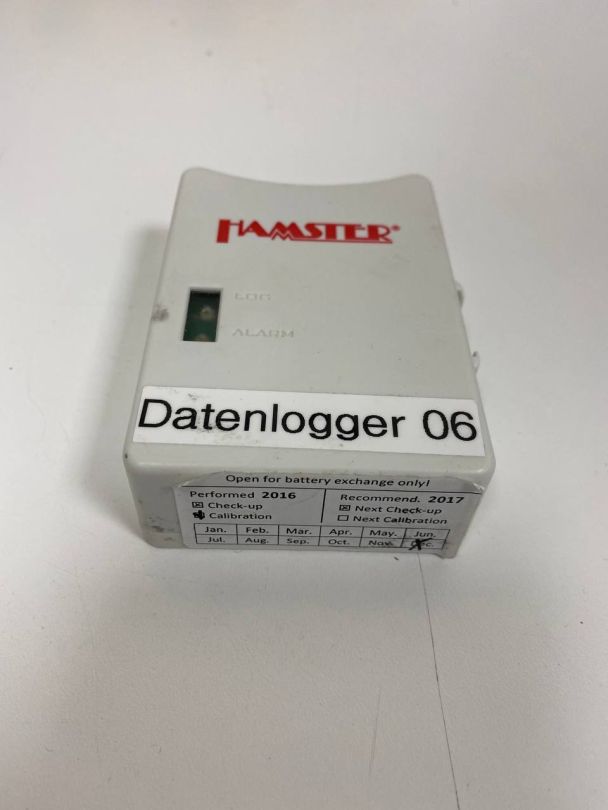 HAMSTER®
LOG
ALARM
Datenlogger 06
Open for battery exchange only!
Performed 2016
☒ Check-up
Calibration
Recommend. 2017
☒ Next Check-up
☐ Next Calibration
Jan. Feb. Mar. Apr. May. Jun.
Jul. Aug. Sep. Oct. Nov. Dec.